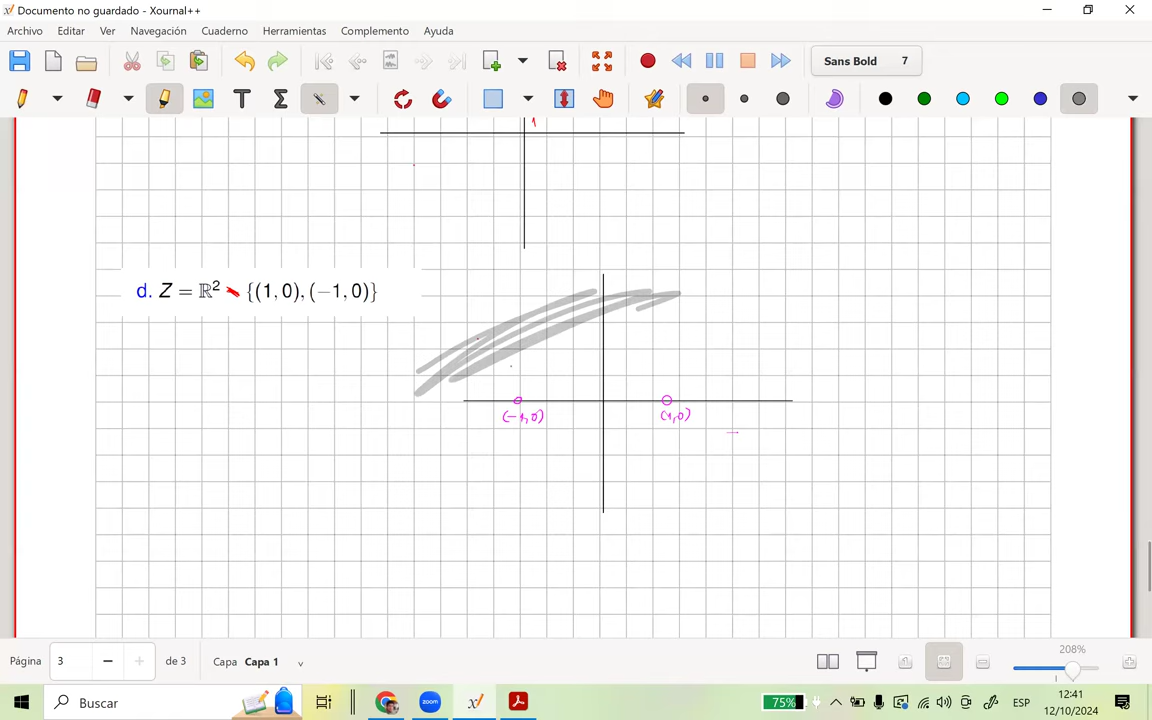 Documento no guardado - Xournal++
Archivo Editar Ver Navegación Cuaderno Herramientas Complemento Ayuda
Sans Bold 7
1
d. Z = ℝ² \ {(1, 0), (−1, 0)}
(-1,0) (1,0)
Página 3 de 3 Capa Capa 1 208%
Buscar 75% ESP 12:41
12/10/2024